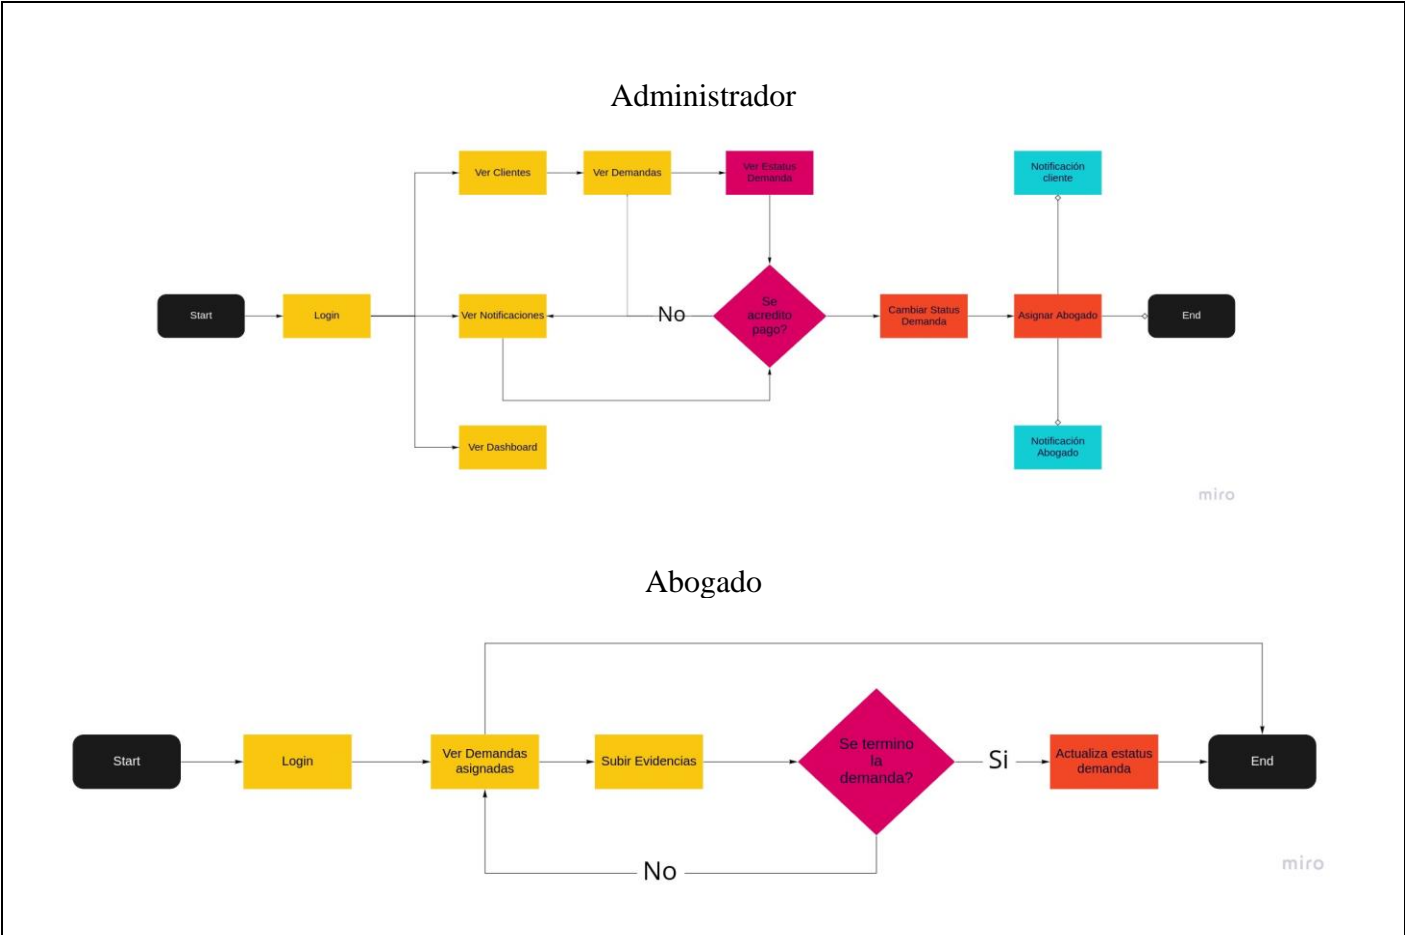 Administrador
Ver Clientes
Ver Demandas
Ver Estatus
Demanda
Notificación
cliente
Start
Login
Ver Notificaciones
No
Se
acredito
pago?
Cambiar Status
Demanda
Asignar Abogado
End
Ver Dashboard
Notificación
Abogado
miro
Abogado
Start
Login
Ver Demandas
asignadas
Subir Evidencias
Se termino
la
demanda?
Si
Actualiza estatus
demanda
End
No
miro